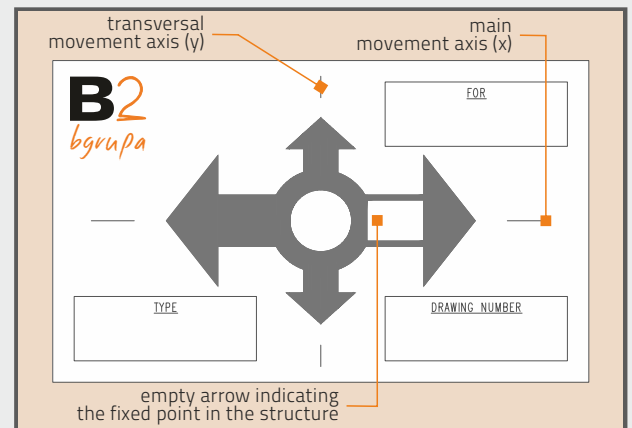 transversal
movement axis (y)
main
movement axis (x)
B2
bgrupa
FOR
TYPE
DRAWING NUMBER
empty arrow indicating
the fixed point in the structure